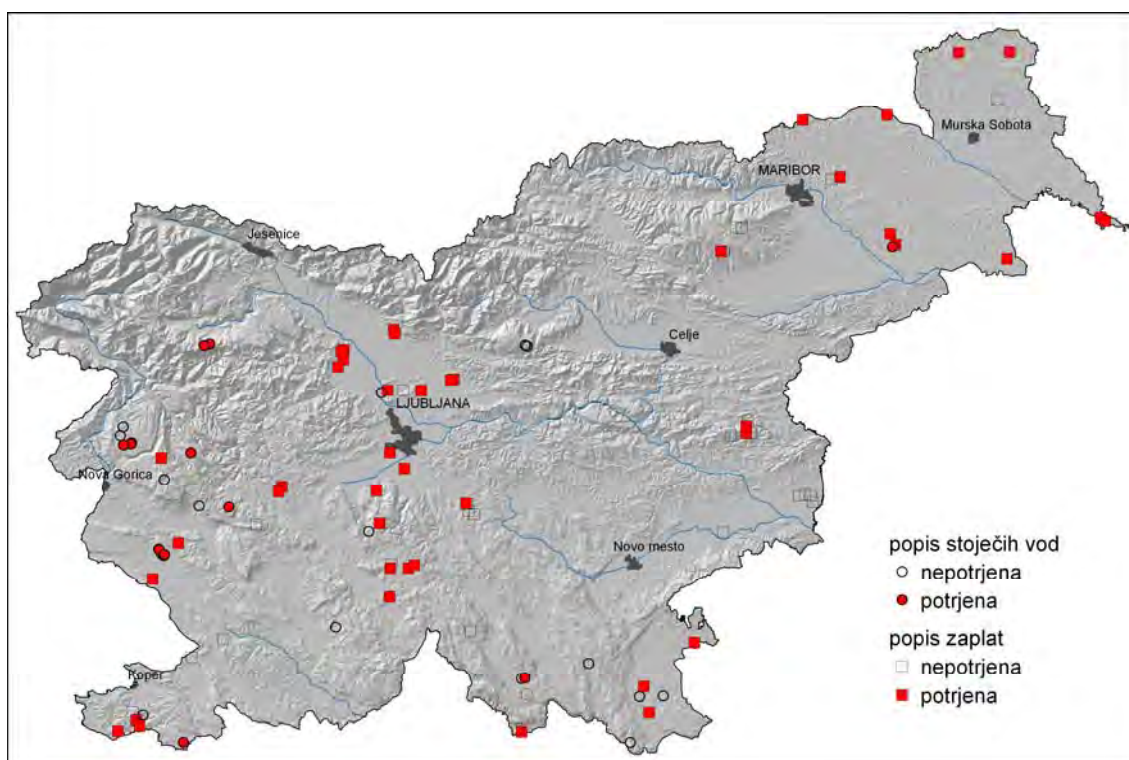 Murska Sobota
MARIBOR
Jesenice
Celje
LJUBLJANA
Nova Gorica
Novo mesto
Koper
popis stoječih vod
nepotrjena
potrjena
popis zaplat
nepotrjena
potrjena